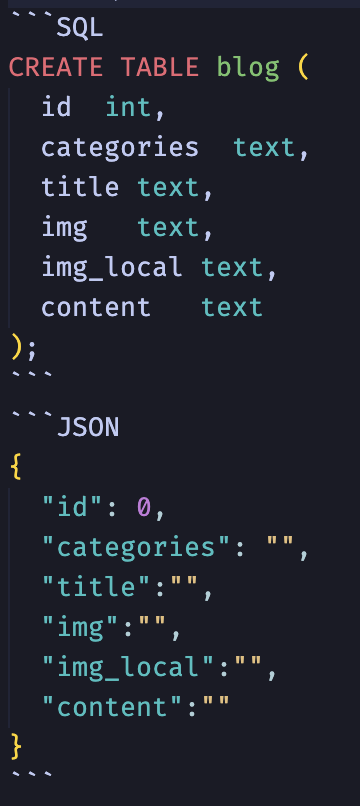 ```SQL
CREATE TABLE blog (
  id  int,
  categories  text,
  title text,
  img   text,
  img_local text,
  content   text
);
```
```JSON
{
  "id": 0,
  "categories": "",
  "title":"",
  "img":"",
  "img_local":"",
  "content":""
}
```